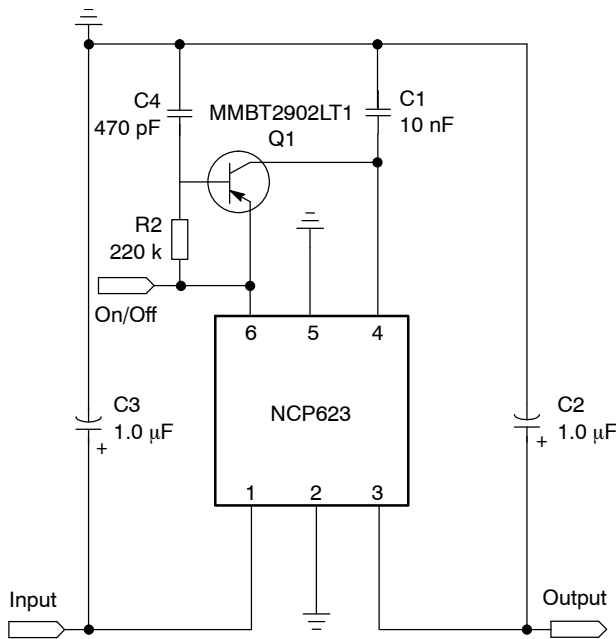 C4
470 pF
MMBT2902LT1
Q1
C1
10 nF
R2
220 k
On/Off
6
5
4
NCP623
C3
1.0 μF
+
C2
1.0 μF
+
1
2
3
Input
Output